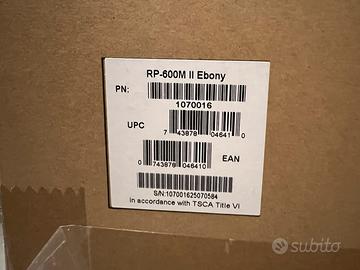 RP-600M II Ebony
PN:
1070016
UPC
7 43878 04641 0
EAN
0 743878 046410
S/N:107001625070584
In accordance with TSCA Title VI
subito